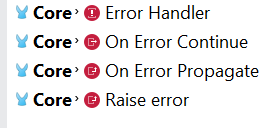 Core › Error Handler
Core › On Error Continue
Core › On Error Propagate
Core › Raise error